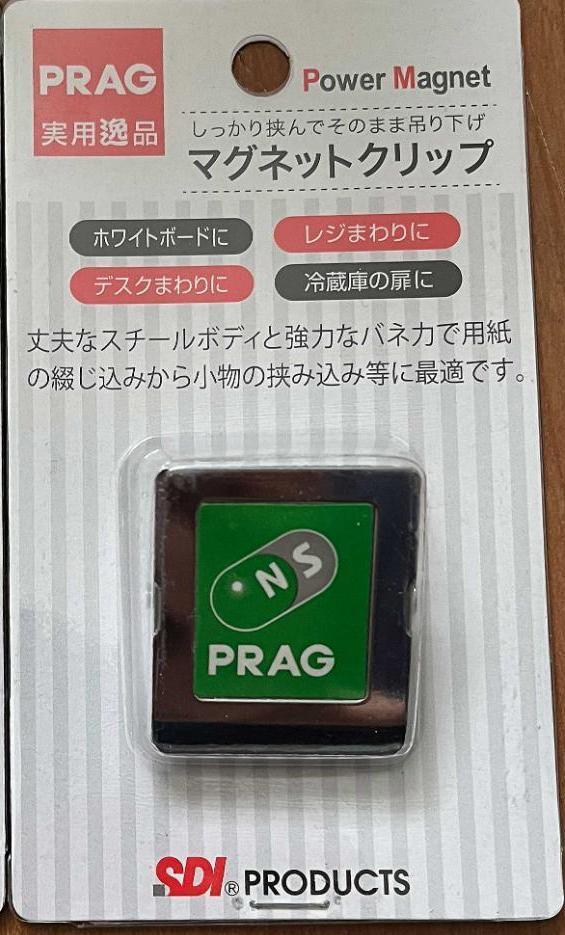 PRAG
実用逸品
Power Magnet
しっかり挟んでそのまま吊り下げ
マグネットクリップ
ホワイトボードに
レジまわりに
デスクまわりに
冷蔵庫の扉に
丈夫なスチールボディと強力なバネ力で用紙
の綴じ込みから小物の挟み込み等に最適です。
NS
PRAG
SDI® PRODUCTS